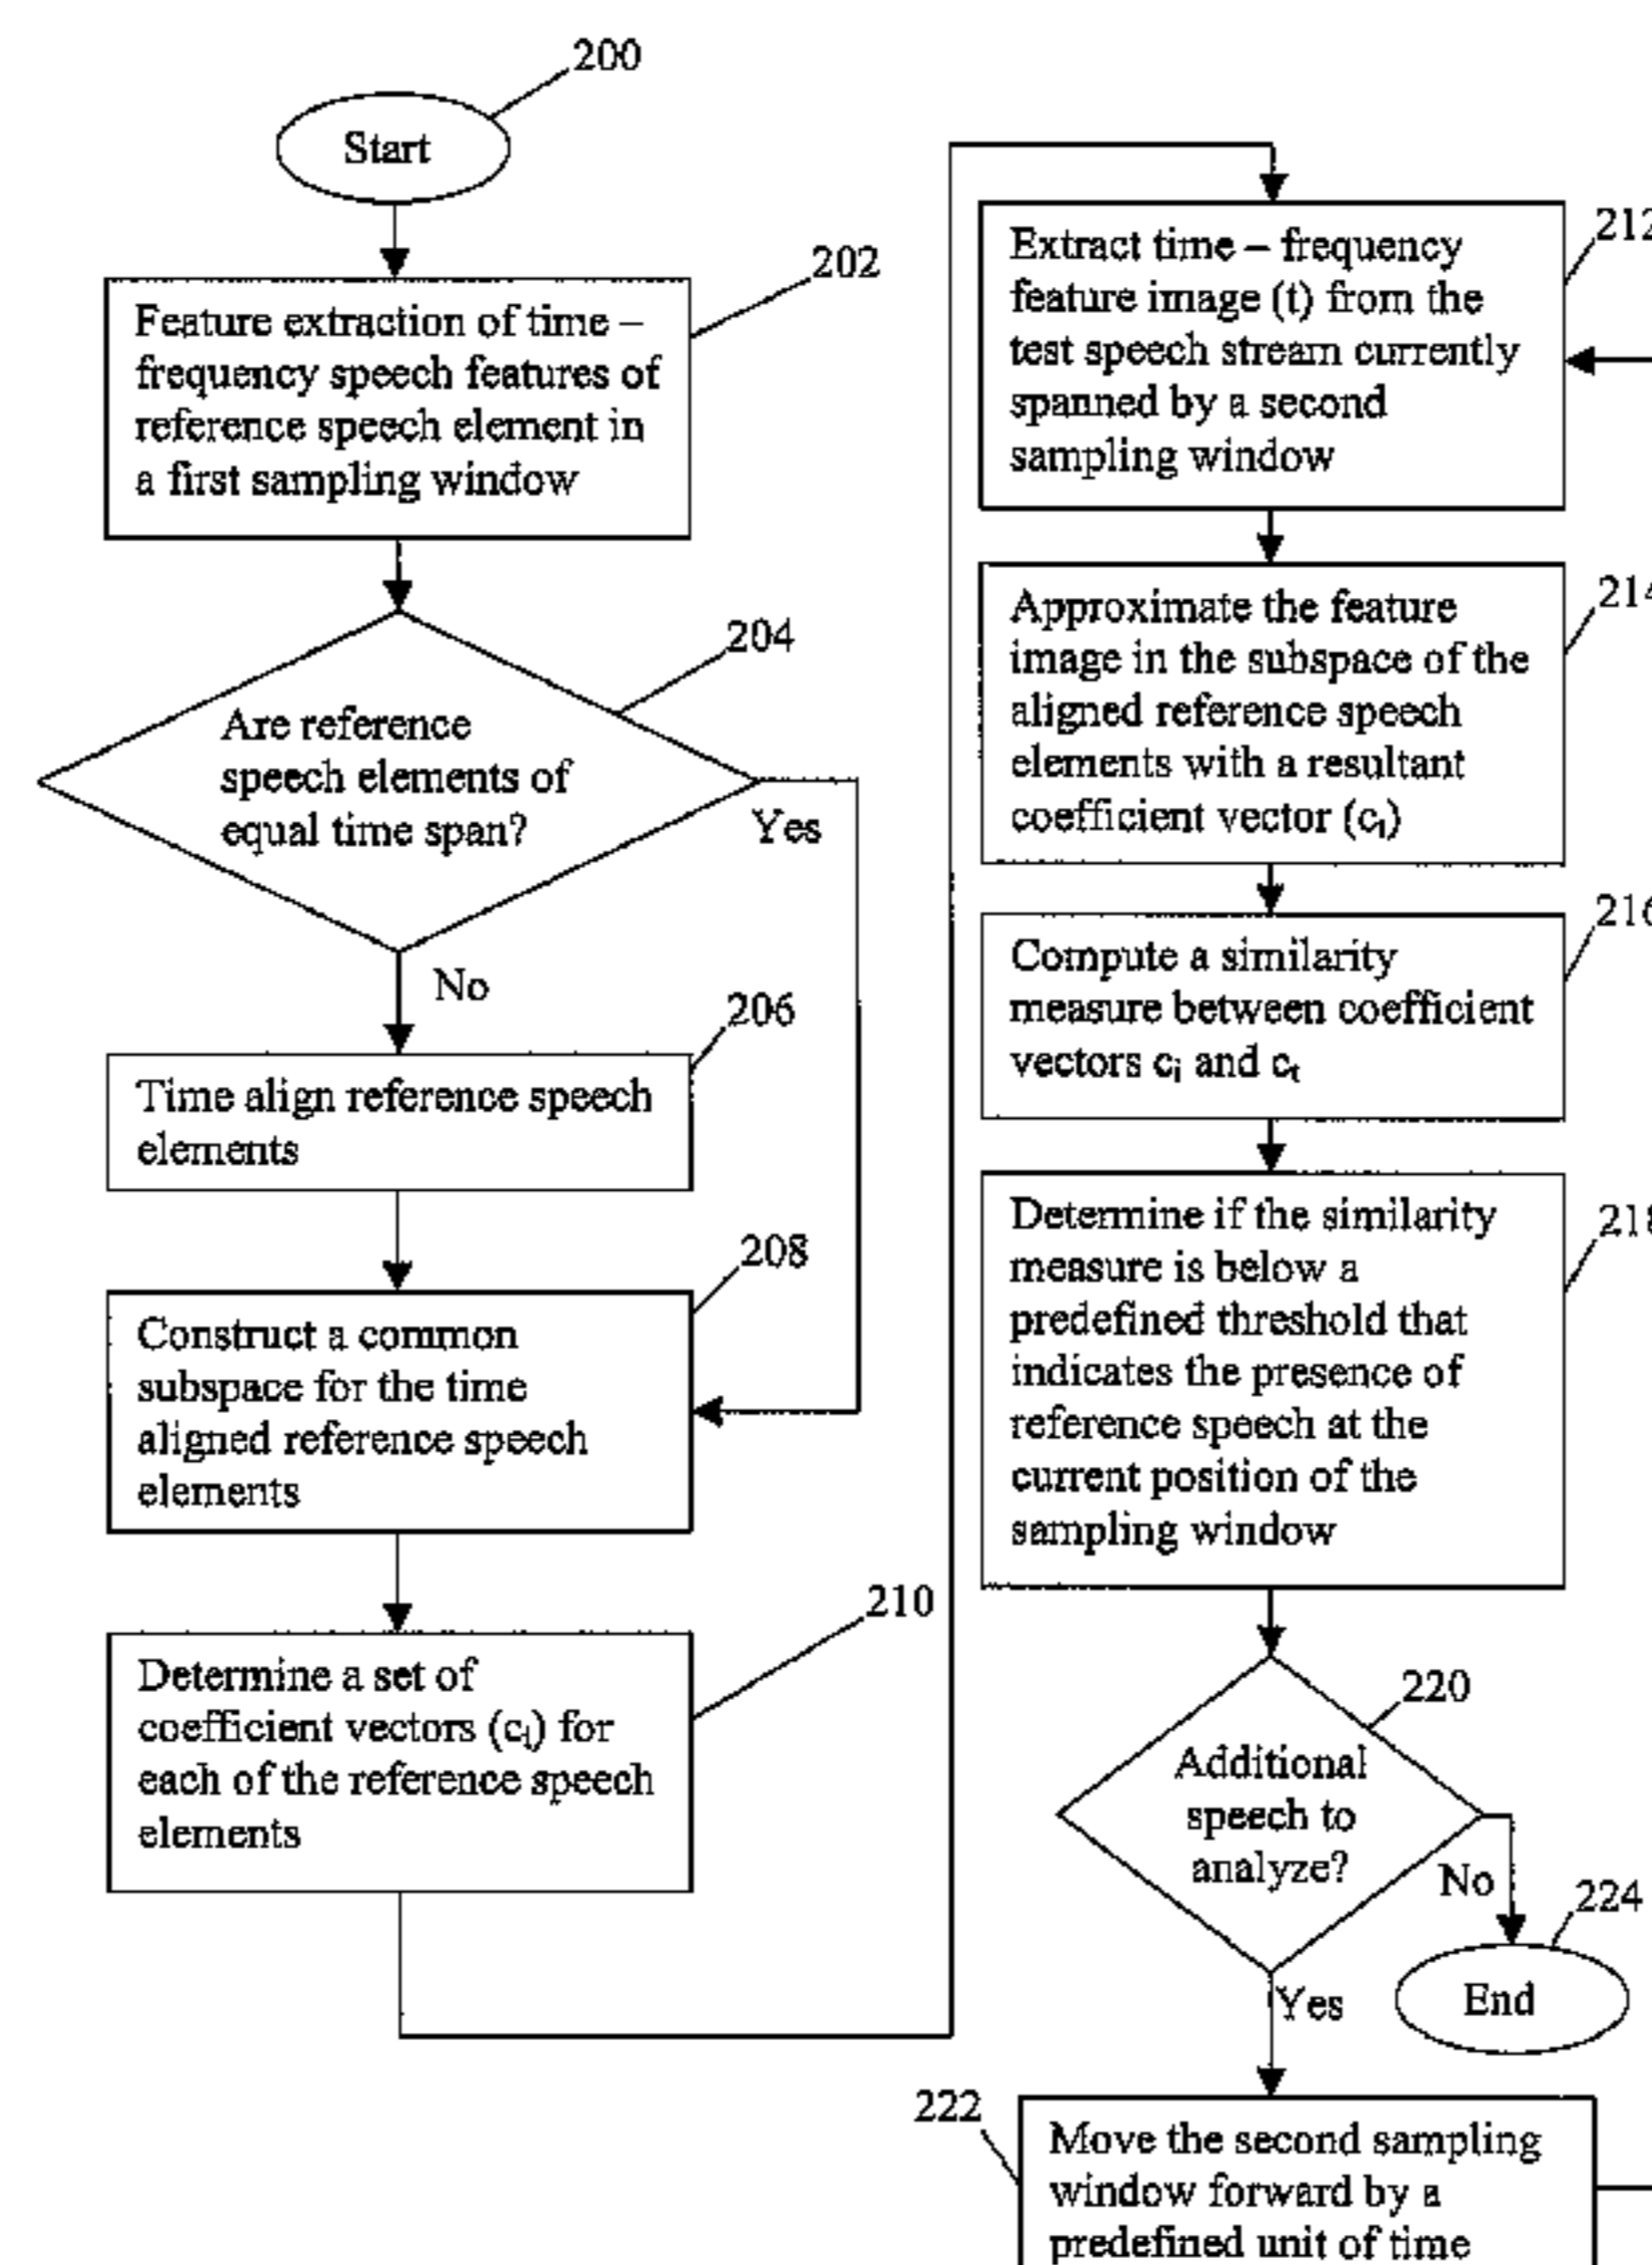 200
Start
202
Feature extraction of time –
frequency speech features of
reference speech element in
a first sampling window
204
Are reference
speech elements of
equal time span?
Yes
No
206
Time align reference speech
elements
208
Construct a common
subspace for the time
aligned reference speech
elements
210
Determine a set of
coefficient vectors (cᵢ) for
each of the reference speech
elements
212
Extract time – frequency
feature image (t) from the
test speech stream currently
spanned by a second
sampling window
214
Approximate the feature
image in the subspace of the
aligned reference speech
elements with a resultant
coefficient vector (cᵢ)
216
Compute a similarity
measure between coefficient
vectors cᵢ and cₜ
218
Determine if the similarity
measure is below a
predefined threshold that
indicates the presence of
reference speech at the
current position of the
sampling window
220
Additional
speech to
analyze?
No
224
End
Yes
222
Move the second sampling
window forward by a
predefined unit of time